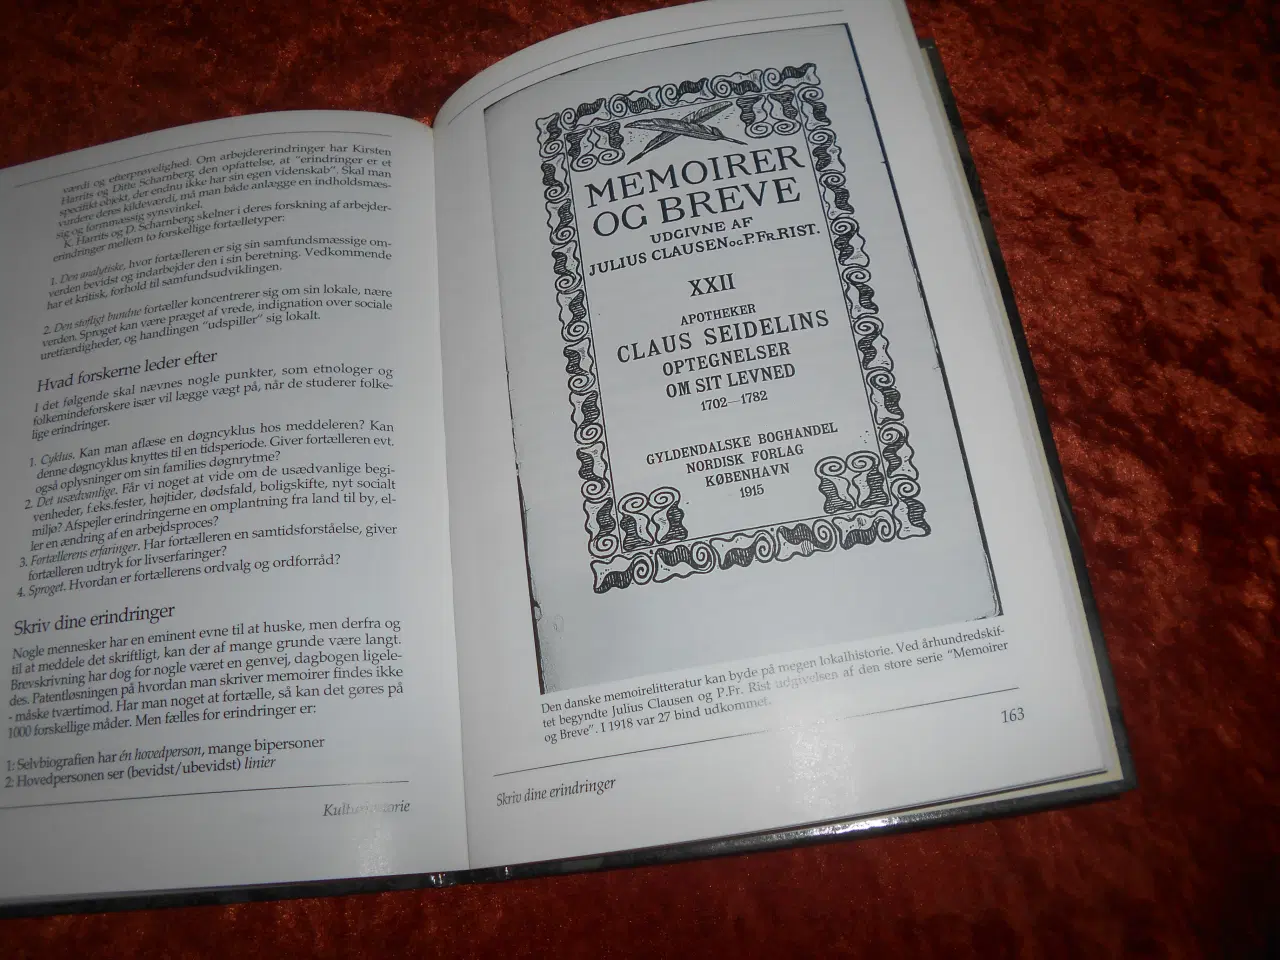 værdi og efterprøvelighed. Om arbejdererindringer har Kirsten
Harrits og Ditte Scharnberg den opfattelse, at "erindringer er et
specifikt objekt, der endnu ikke har sin egen videnskab". Skal man
vurdere deres kildeværdi, må man både anlægge en indholdsmæs-
sig og formmæssig synsvinkel.
K. Harrits og D. Scharnberg skelner i deres forskning af arbejder-
erindringer mellem to forskellige fortælletyper:
1. Den analytiske, hvor fortælleren er sig sin samfundsmæssige om-
verden bevidst og indarbejder den i sin beretning. Vedkommende
har et kritisk, forhold til samfundsudviklingen.
2. Den stofligt bundne fortæller koncentrerer sig om sin lokale, nære
verden. Sproget kan være præget af vrede, indignation over sociale
uretfærdigheder, og handlingen "udspiller" sig lokalt.
Hvad forskerne leder efter
I det følgende skal nævnes nogle punkter, som etnologer og
folkemindeforskere især vil lægge vægt på, når de studerer folke-
lige erindringer.
1. Cyklus. Kan man aflæse en døgncyklus hos meddeleren? Kan
denne døgncyklus knyttes til en tidsperiode. Giver fortælleren evt.
også oplysninger om sin families døgnrytme?
2. Det usædvanlige. Får vi noget at vide om de usædvanlige begi-
venheder, f.eks.fester, højtider, dødsfald, boligskifte, nyt socialt
miljø? Afspejler erindringerne en omplantning fra land til by, el-
ler en ændring af en arbejdsproces?
3. Fortællerens erfaringer. Har fortælleren en samtidsforståelse, giver
fortælleren udtryk for livserfaringer?
4. Sproget. Hvordan er fortællerens ordvalg og ordforråd?
Skriv dine erindringer
Nogle mennesker har en eminent evne til at huske, men derfra og
til at meddele det skriftligt, kan der af mange grunde være langt.
Brevskrivning har dog for nogle været en genvej, dagbogen ligele-
des. Patentløsningen på hvordan man skriver memoirer findes ikke
- måske tværtimod. Har man noget at fortælle, så kan det gøres på
1000 forskellige måder. Men fælles for erindringer er:
1: Selvbiografien har én hovedperson, mange bipersoner
2: Hovedpersonen ser (bevidst/ubevidst) linier
Kulturhistorie
MEMOIRER
OG BREVE
UDGIVNE AF
JULIUS CLAUSEN OG P. FR. RIST.
XXII
APOTHEKER
CLAUS SEIDELINS
OPTEGNELSER
OM SIT LEVNED
1702—1782
GYLDENDALSKE BOGHANDEL
NORDISK FORLAG
KØBENHAVN
1915
Den danske memoirelitteratur kan byde på megen lokalhistorie. Ved århundredskif-
tet begyndte Julius Clausen og P.Fr. Rist udgivelsen af den store serie "Memoirer
og Breve". I 1918 var 27 bind udkommet.
163
Skriv dine erindringer